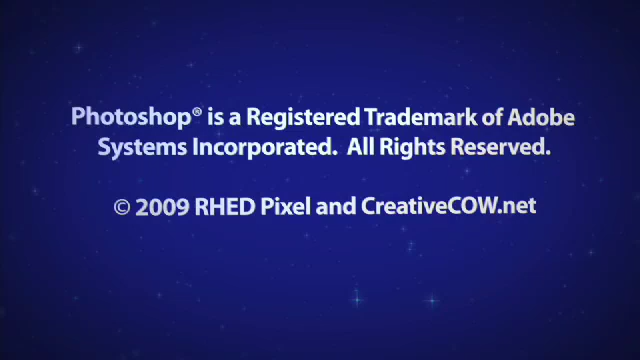 Photoshop® is a Registered Trademark of Adobe
Systems Incorporated.  All Rights Reserved.
© 2009 RHED Pixel and CreativeCOW.net